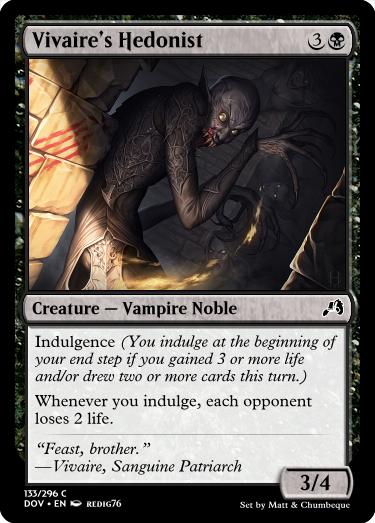 Vivaire's Hedonist 3
Creature — Vampire Noble
Indulgence (You indulge at the beginning of
your end step if you gained 3 or more life
and/or drew two or more cards this turn.)
Whenever you indulge, each opponent
loses 2 life.
“Feast, brother.”
—Vivaire, Sanguine Patriarch
3/4
133/296 C
DOV • EN REDIG76
Set by Matt & Chumbeque